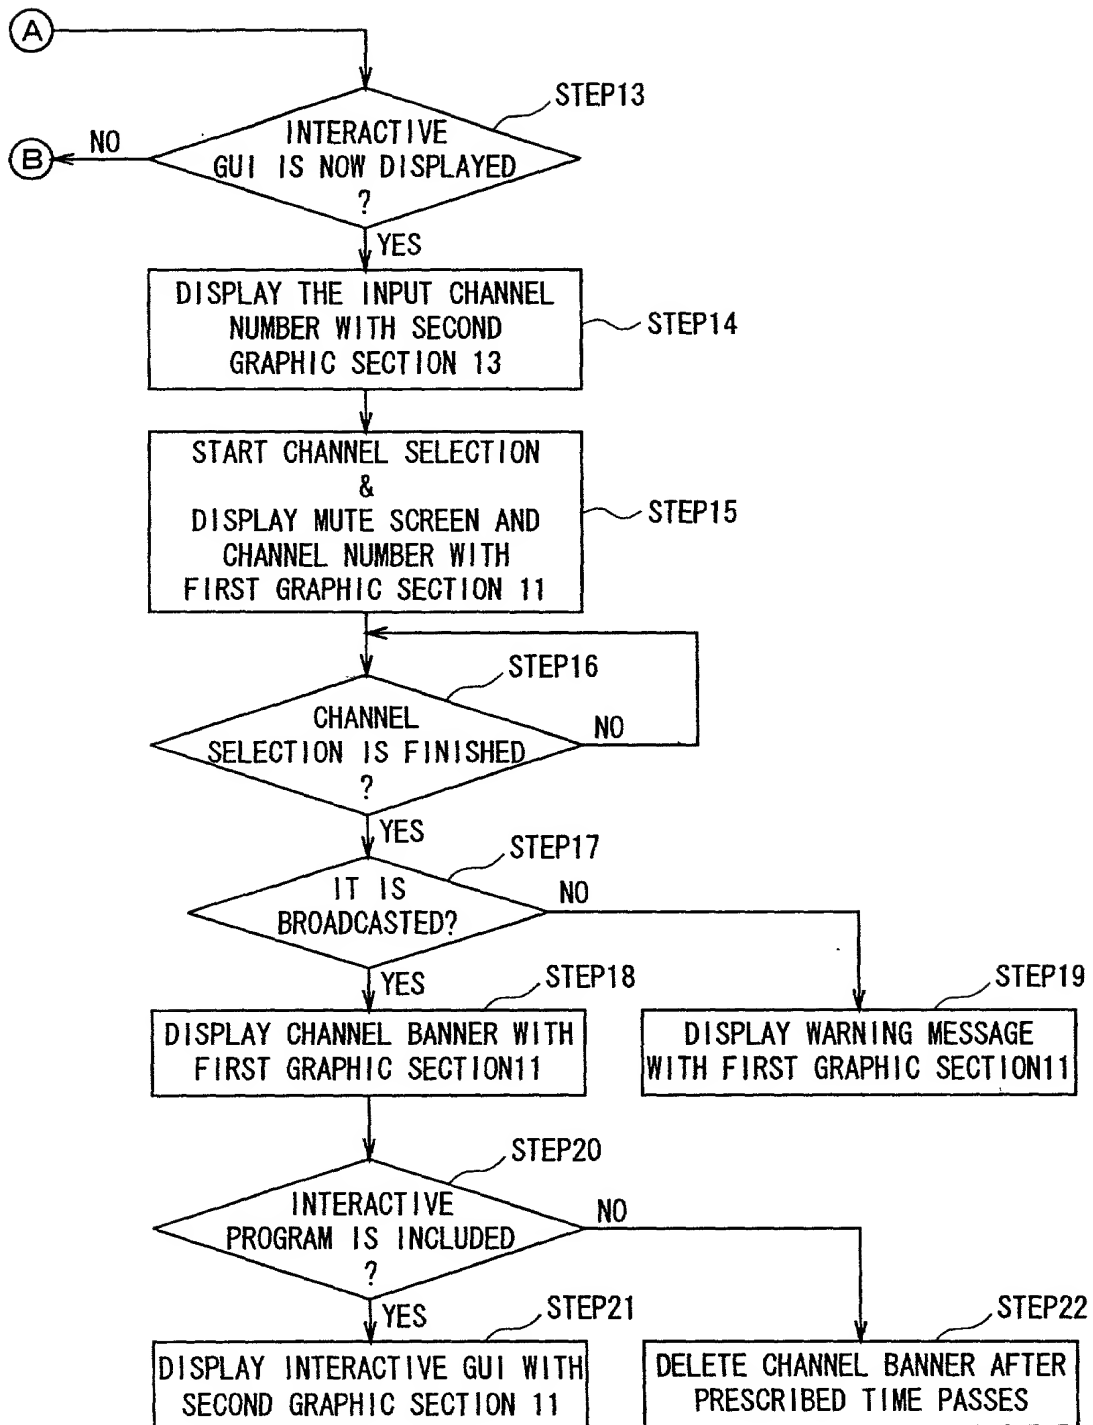 A
STEP13
INTERACTIVE
GUI IS NOW DISPLAYED
?
NO
B
YES
DISPLAY THE INPUT CHANNEL
NUMBER WITH SECOND
GRAPHIC SECTION 13
STEP14
START CHANNEL SELECTION
&
DISPLAY MUTE SCREEN AND
CHANNEL NUMBER WITH
FIRST GRAPHIC SECTION 11
STEP15
STEP16
CHANNEL
SELECTION IS FINISHED
?
NO
YES
STEP17
IT IS
BROADCASTED?
NO
YES
STEP18
DISPLAY CHANNEL BANNER WITH
FIRST GRAPHIC SECTION11
STEP19
DISPLAY WARNING MESSAGE
WITH FIRST GRAPHIC SECTION11
STEP20
INTERACTIVE
PROGRAM IS INCLUDED
?
NO
YES
STEP21
DISPLAY INTERACTIVE GUI WITH
SECOND GRAPHIC SECTION 11
STEP22
DELETE CHANNEL BANNER AFTER
PRESCRIBED TIME PASSES